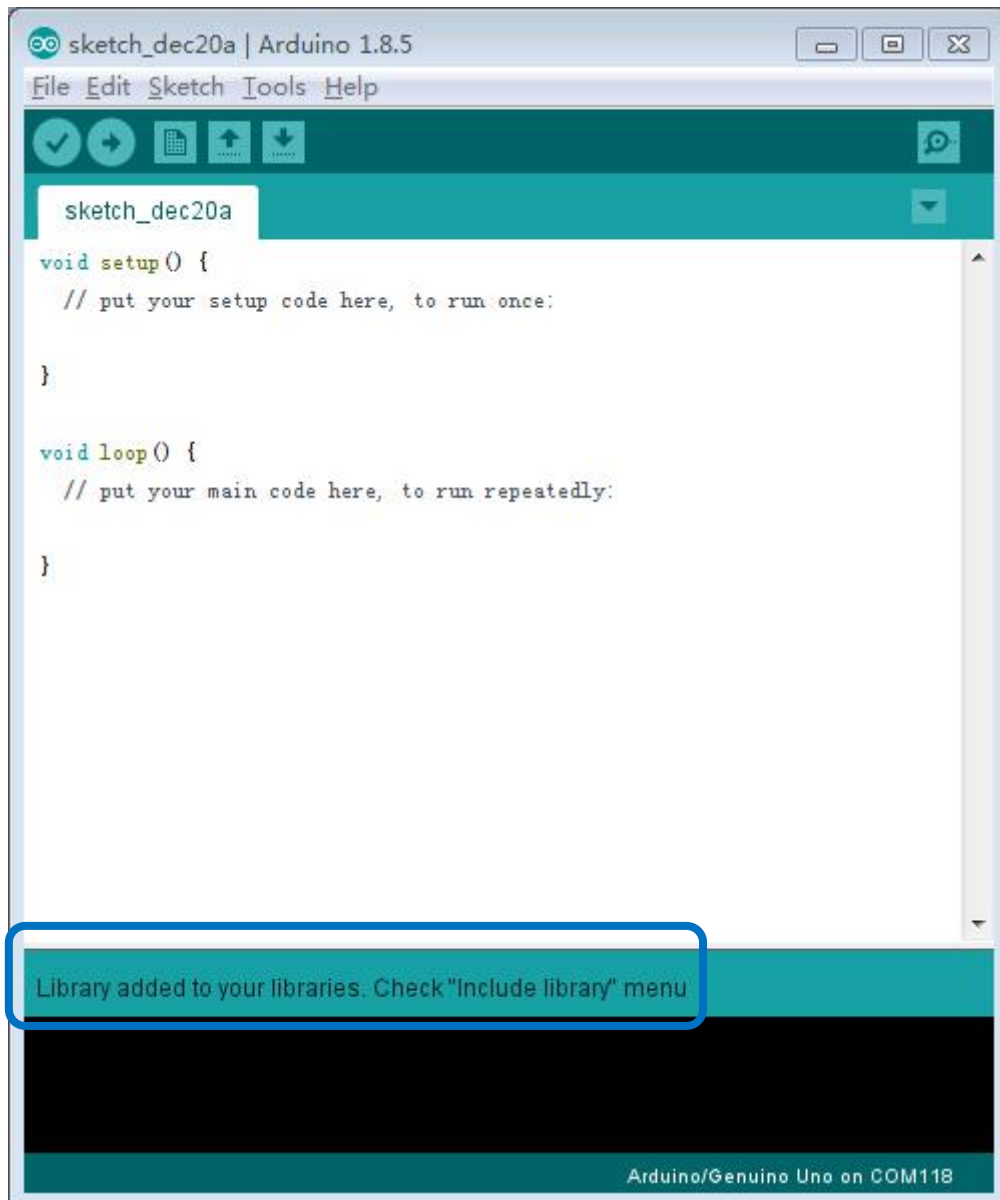 sketch_dec20a | Arduino 1.8.5
File Edit Sketch Tools Help
sketch_dec20a
void setup() {
// put your setup code here, to run once:
}
void loop() {
// put your main code here, to run repeatedly:
}
Library added to your libraries. Check "Include library" menu
Arduino/Genuino Uno on COM118